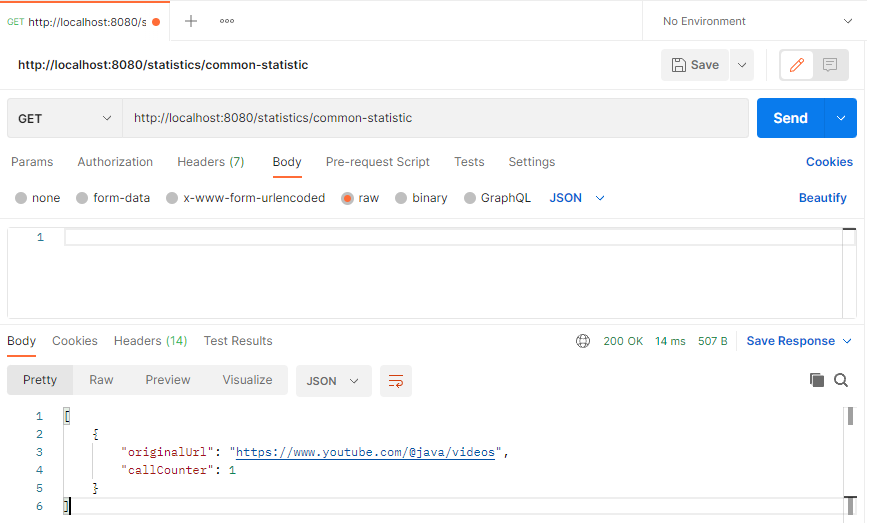 GET http://localhost:8080/s No Environment
http://localhost:8080/statistics/common-statistic Save
GET http://localhost:8080/statistics/common-statistic Send
Params Authorization Headers (7) Body Pre-request Script Tests Settings Cookies
none form-data x-www-form-urlencoded raw binary GraphQL JSON Beautify
1
Body Cookies Headers (14) Test Results 200 OK 14 ms 507 B Save Response
Pretty Raw Preview Visualize JSON
1 [
2 {
3 "originalUrl": "https://www.youtube.com/@java/videos",
4 "callCounter": 1
5 }
6 ]